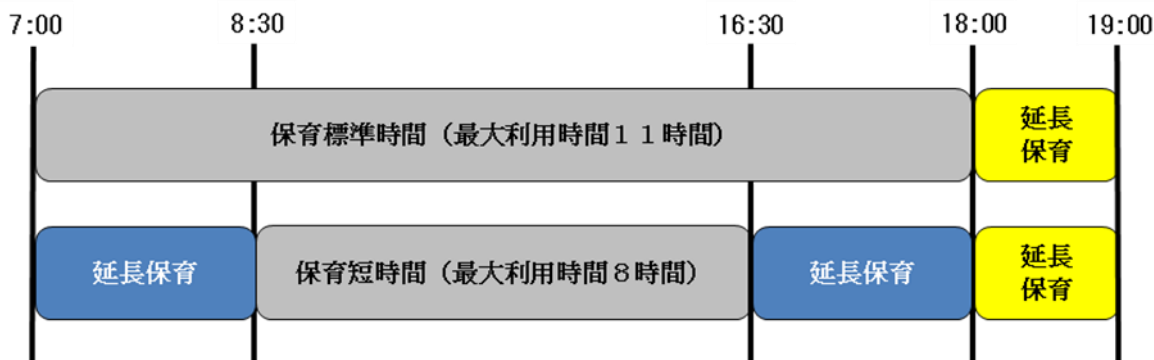 7:00 8:30 16:30 18:00 19:00
保育標準時間（最大利用時間１１時間）
延長
保育
延長保育
保育短時間（最大利用時間８時間）
延長保育
延長
保育